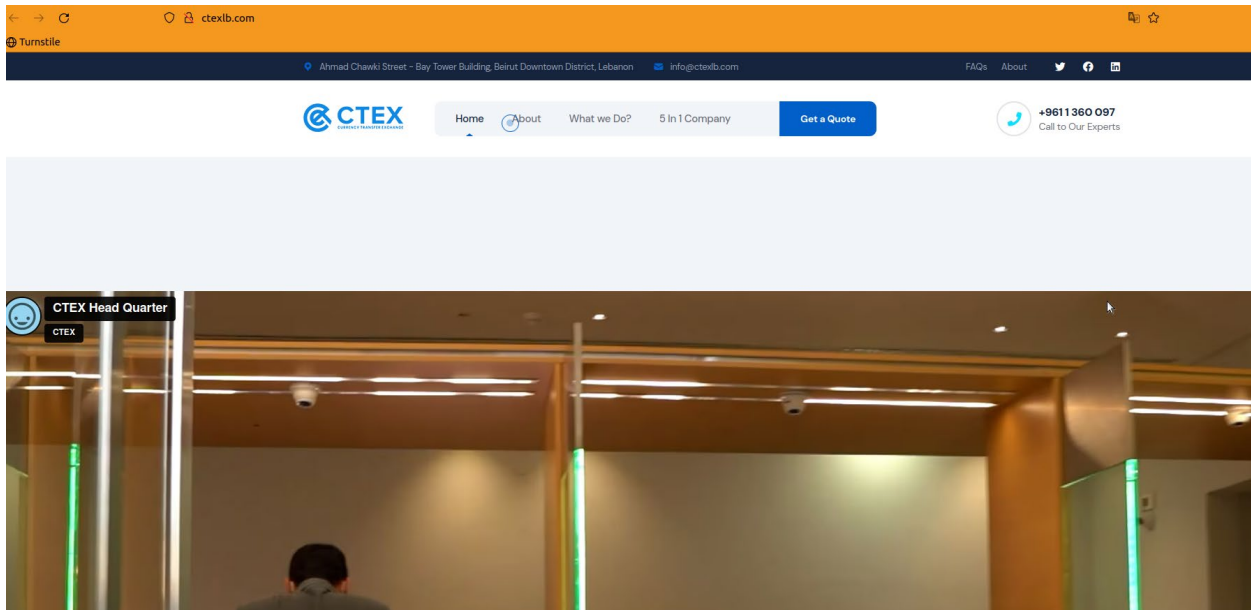 ctexlb.com
Turnstile
Ahmad Chawki Street - Bay Tower Building, Beirut Downtown District, Lebanon info@ctexlb.com FAQs About
CTEX
CURRENCY TRANSFER EXCHANGE
Home About What we Do? 5 In 1 Company Get a Quote
+961 1 360 097
Call to Our Experts
CTEX Head Quarter
CTEX